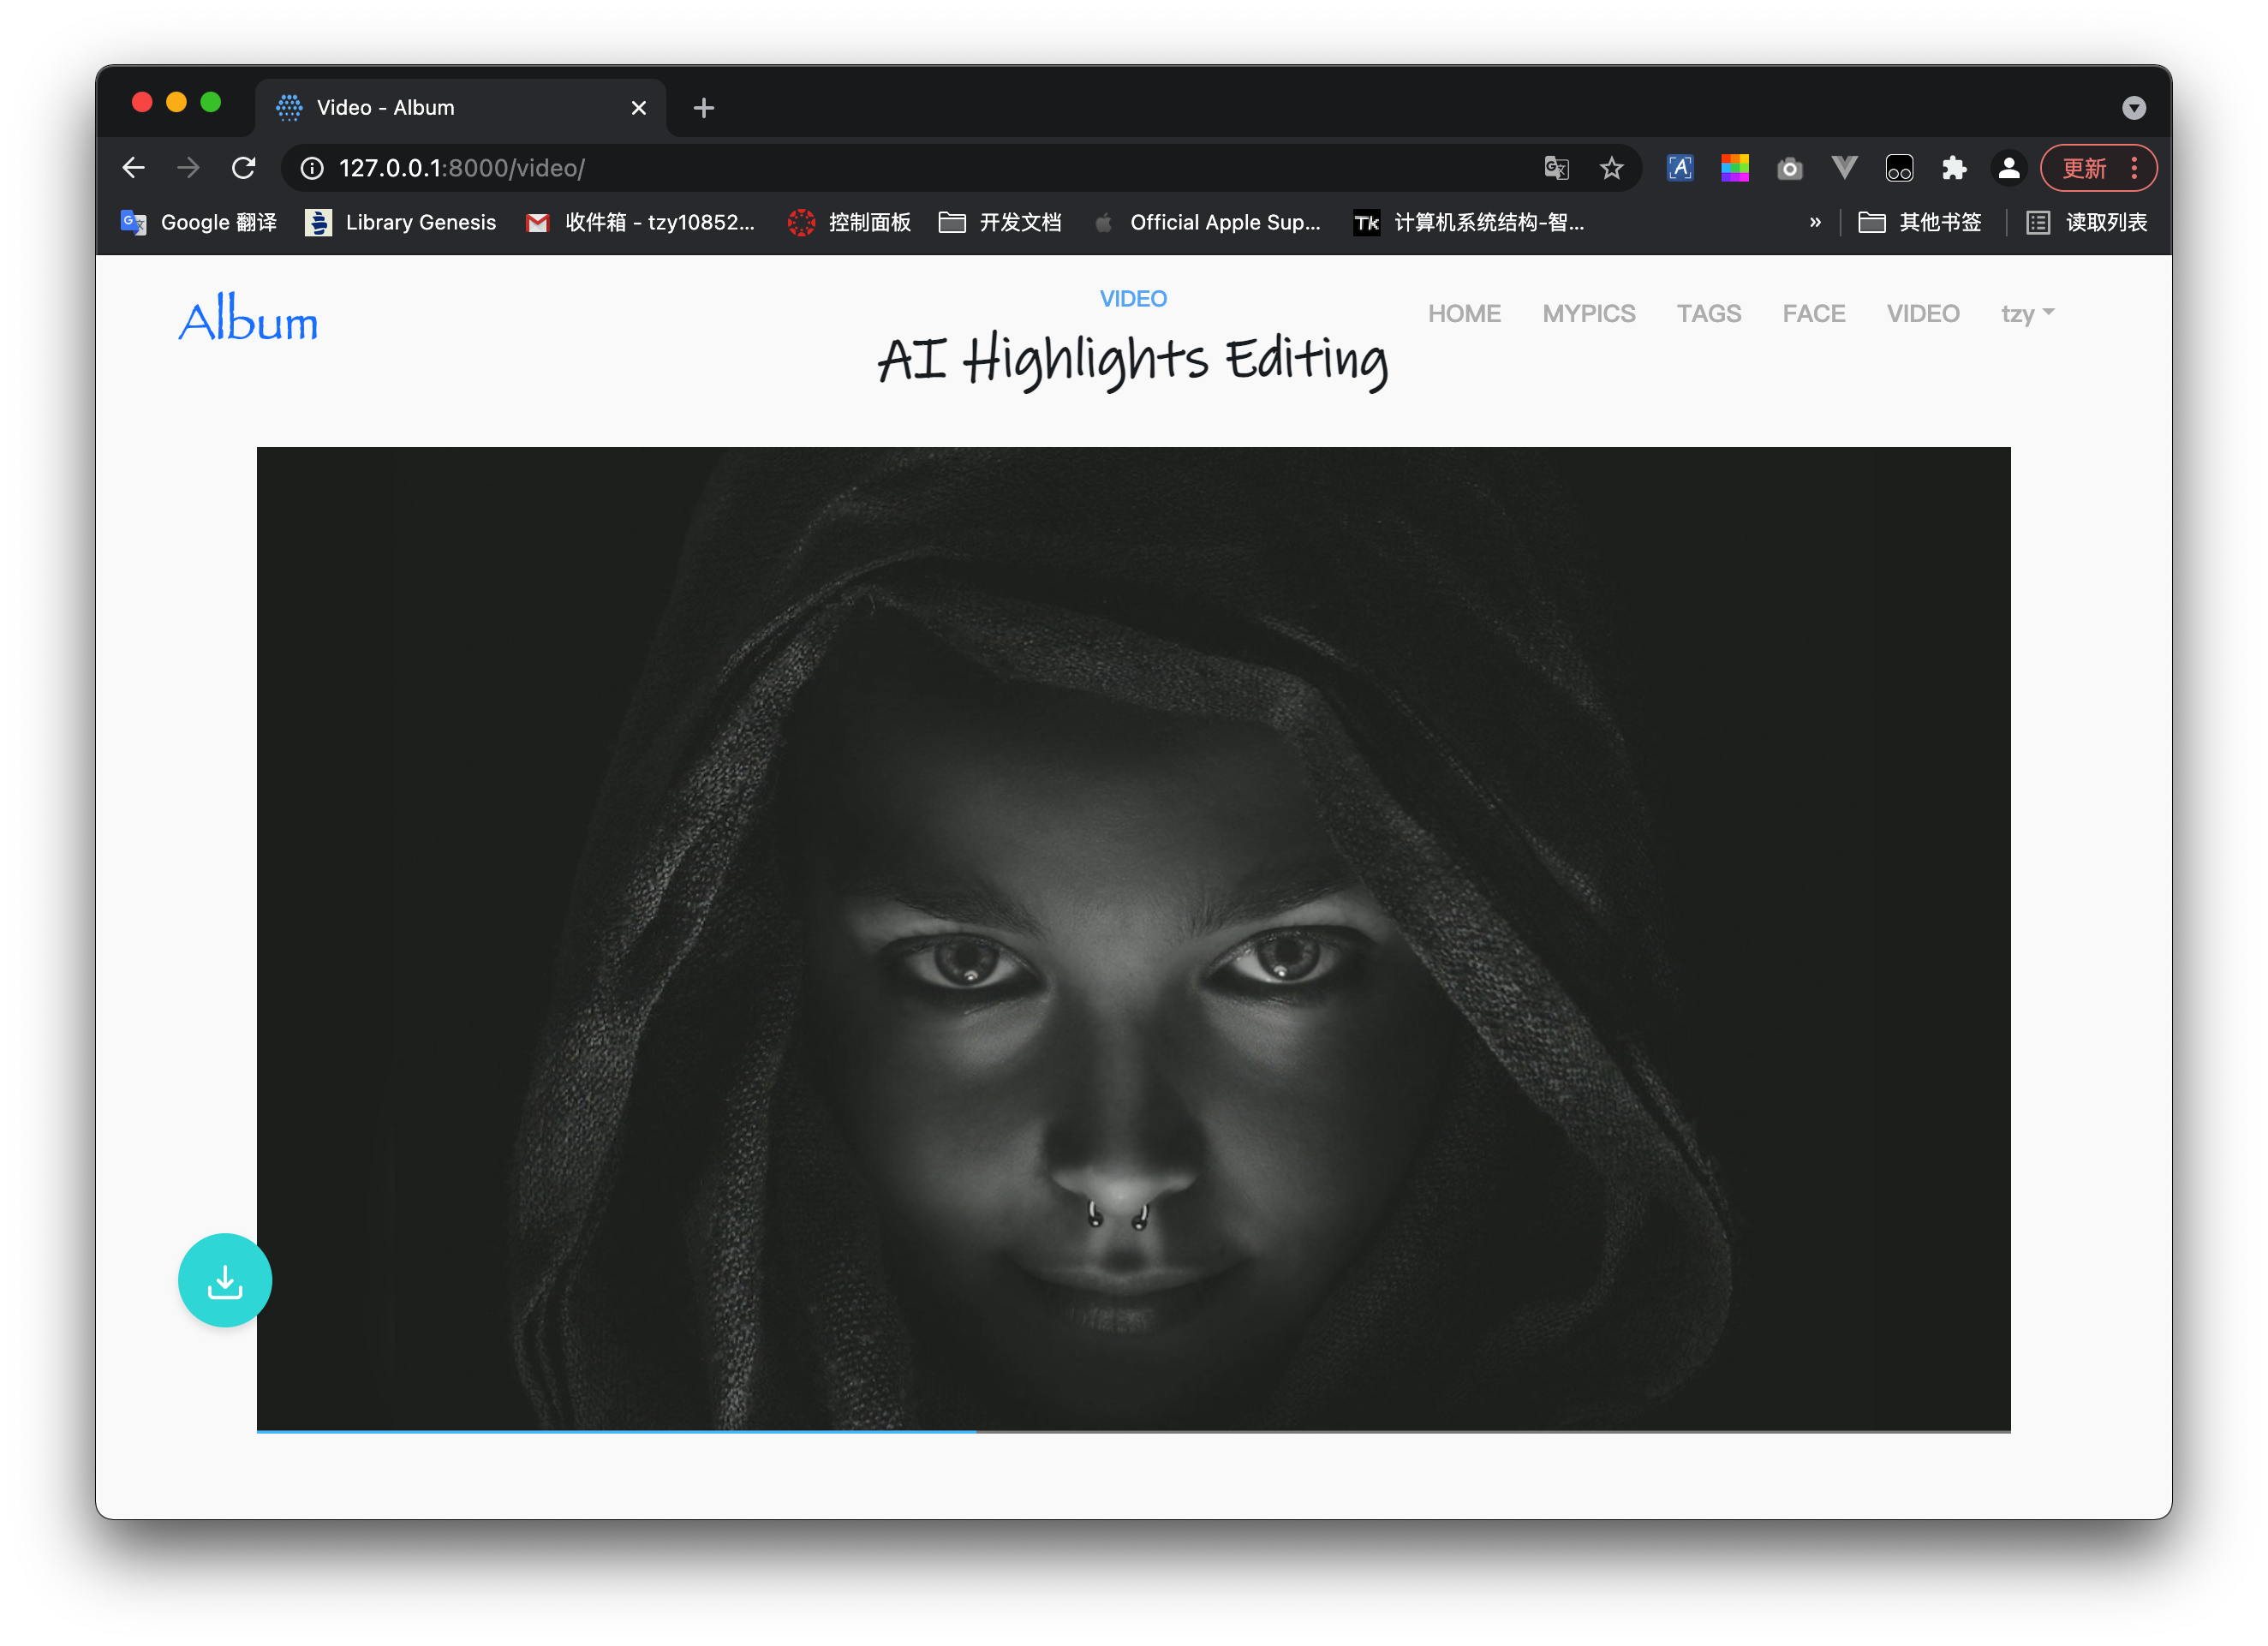 Video - Album
127.0.0.1:8000/video/
更新
Google 翻译 Library Genesis 收件箱 - tzy10852... 控制面板 开发文档 Official Apple Sup... Tk 计算机系统结构-智... » 其他书签 读取列表
Album
VIDEO
AI Highlights Editing
HOME MYPICS TAGS FACE VIDEO tzy